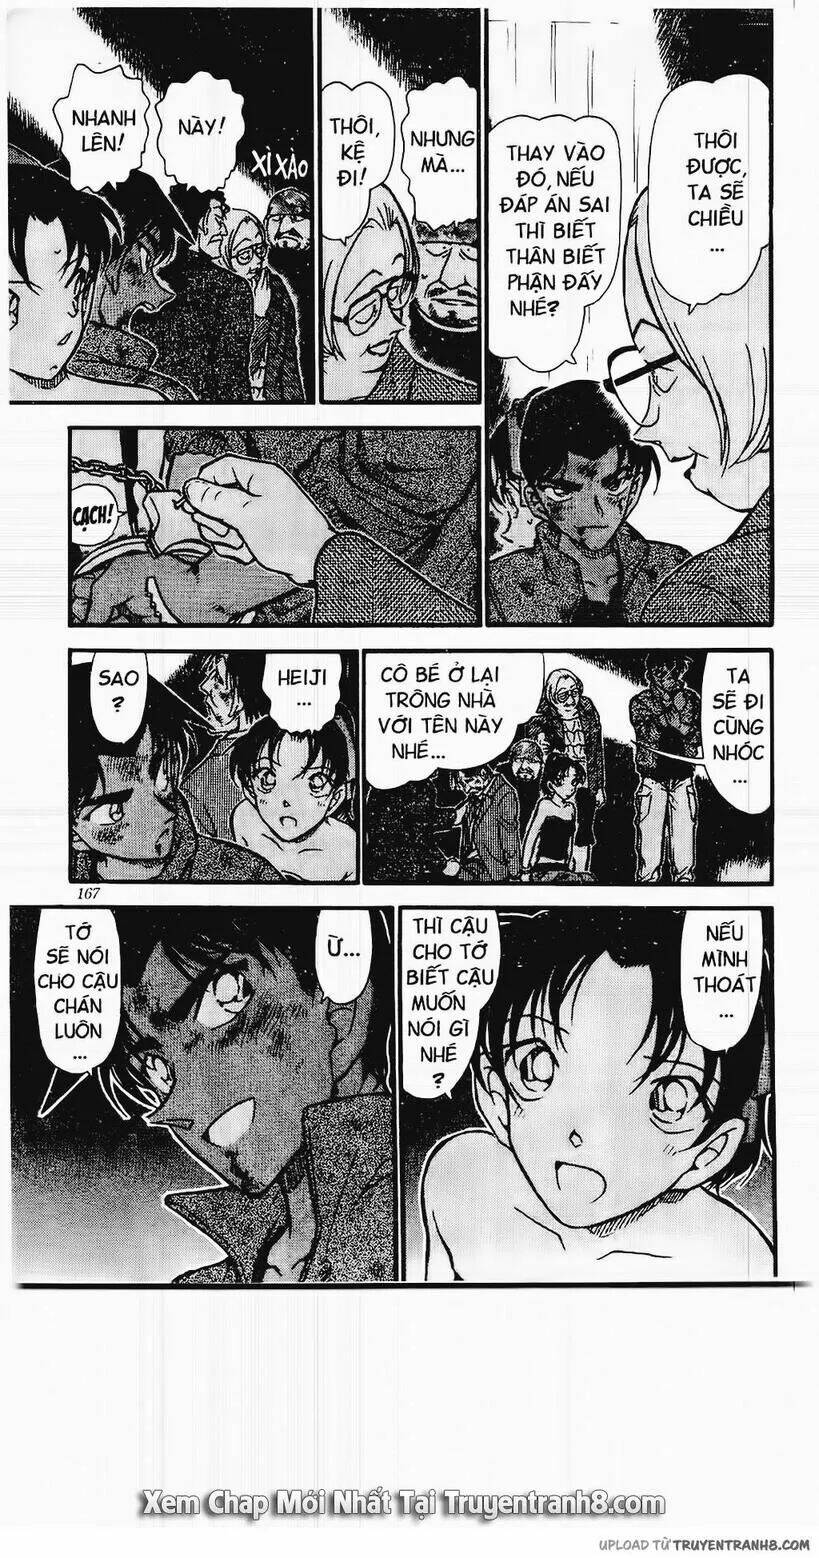 THÔI
ĐƯỢC,
TA SẼ
CHIỀU
...
THAY VÀO
ĐÓ, NẾU
ĐÁP ÁN SAI
THÌ BIẾT
THÂN BIẾT
PHẬN ĐẤY
NHÉ?
NHƯNG
MÀ...
THÔI,
KỆ
ĐI!
XÌ XÀO
NÀY!
NHANH
LÊN!
CẠCH!
TA
SẼ ĐI
CÙNG
NHÓC
...
CÔ BÉ Ở LẠI
TRÔNG NHÀ
VỚI TÊN NÀY
NHÉ...
HEIJI
...
SAO
?
167
NẾU
MÌNH
THOÁT
...
THÌ CẬU
CHO TỚ
BIẾT CẬU
MUỐN
NÓI GÌ
NHÉ
?
Ừ...
TỚ
SẼ NÓI
CHO CẬU
CHÁN
LUÔN
...
Xem Chap Mới Nhất Tại Truyentranh8.com
UPLOAD TỪ TRUYENTRANH8.COM